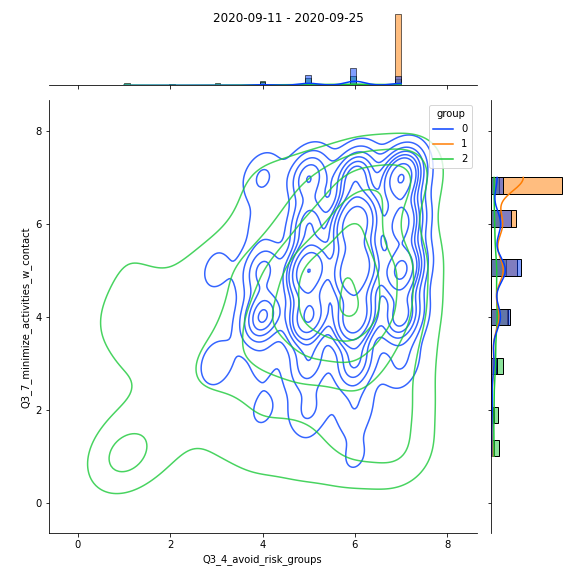 2020-09-11 - 2020-09-25
group
0
1
2
8
6
4
2
0
Q3_7_minimize_activities_w_contact
0 2 4 6 8
Q3_4_avoid_risk_groups